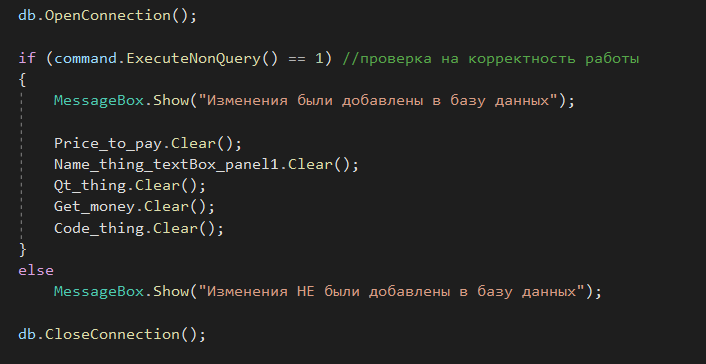 db.OpenConnection();
if (command.ExecuteNonQuery() == 1) //проверка на корректность работы
{
MessageBox.Show("Изменения были добавлены в базу данных");
Price_to_pay.Clear();
Name_thing_textBox_panel1.Clear();
Qt_thing.Clear();
Get_money.Clear();
Code_thing.Clear();
}
else
MessageBox.Show("Изменения НЕ были добавлены в базу данных");
db.CloseConnection();